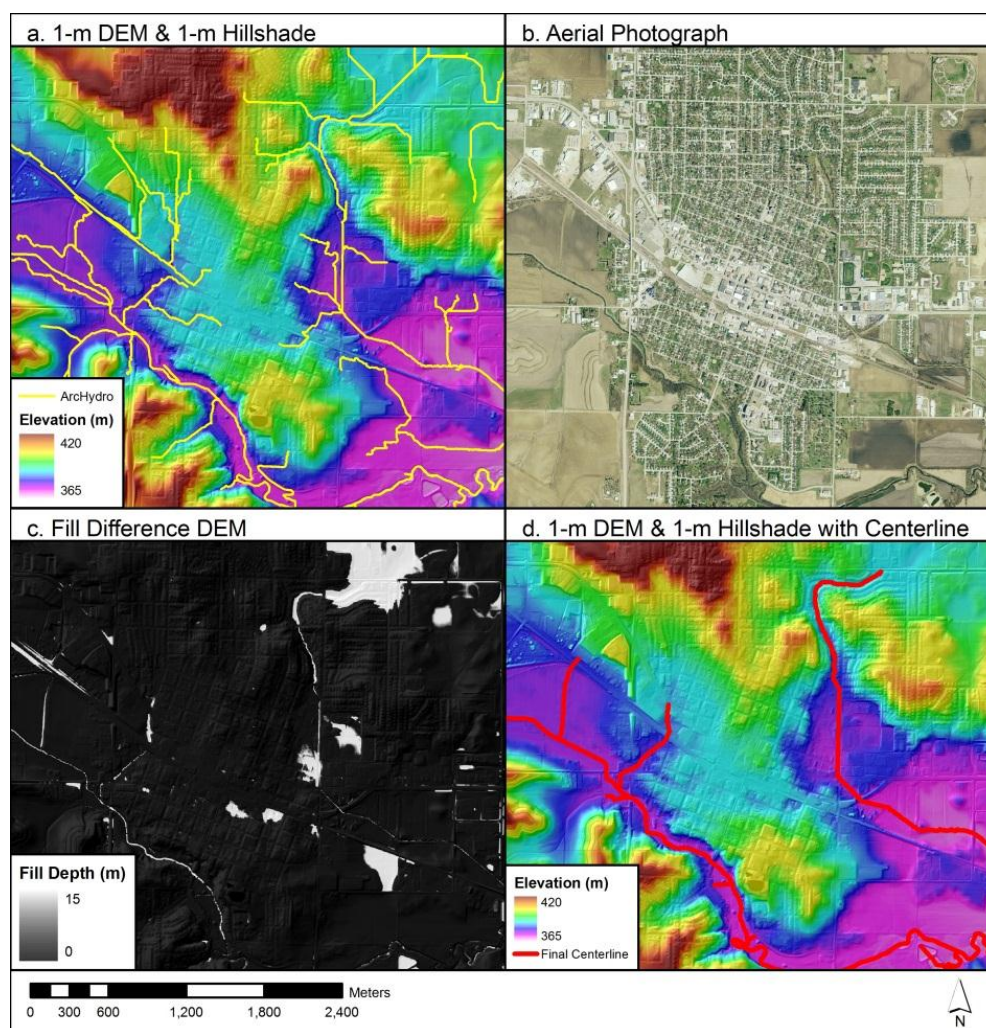 a. 1-m DEM & 1-m Hillshade
b. Aerial Photograph
ArcHydro
Elevation (m)
420
365
c. Fill Difference DEM
d. 1-m DEM & 1-m Hillshade with Centerline
Fill Depth (m)
15
0
Elevation (m)
420
365
Final Centerline
Meters
0 300 600 1,200 1,800 2,400
N